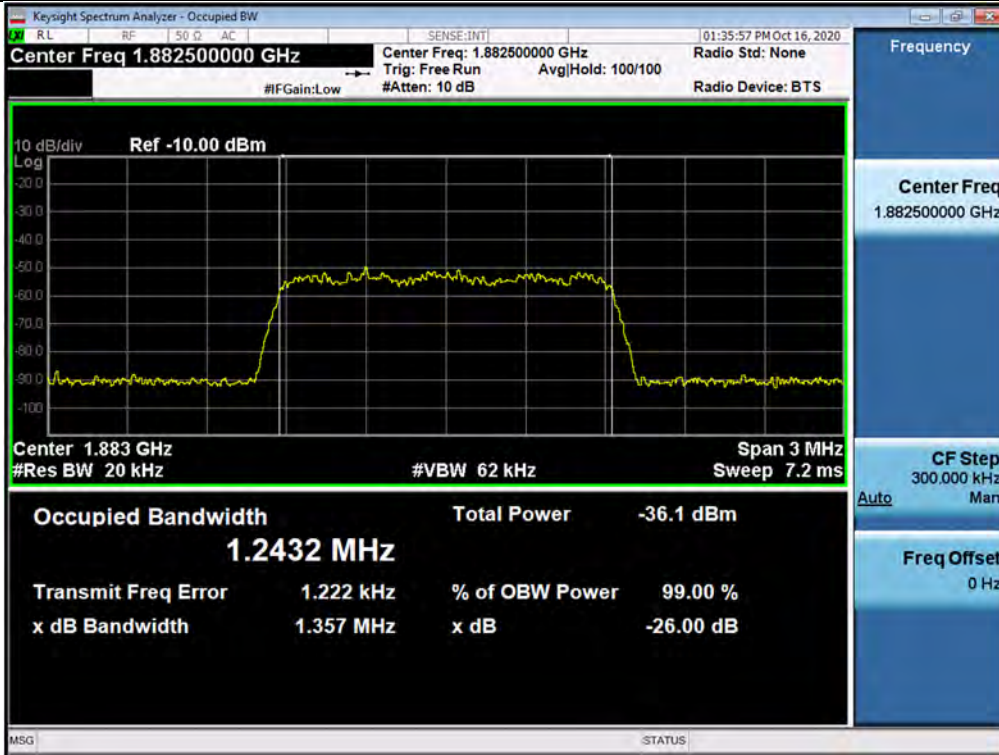 Keysight Spectrum Analyzer - Occupied BW
LXI RL RF 50 Ω AC SENSE:INT 01:35:57 PM Oct 16, 2020
Center Freq 1.882500000 GHz
Center Freq: 1.882500000 GHz Radio Std: None
Trig: Free Run Avg|Hold: 100/100
#IFGain:Low #Atten: 10 dB Radio Device: BTS
10 dB/div Ref -10.00 dBm
Log
-20.0
-30.0
-40.0
-50.0
-60.0
-70.0
-80.0
-90.0
-100
Center 1.883 GHz Span 3 MHz
#Res BW 20 kHz #VBW 62 kHz Sweep 7.2 ms
Occupied Bandwidth Total Power -36.1 dBm
1.2432 MHz
Transmit Freq Error 1.222 kHz % of OBW Power 99.00 %
x dB Bandwidth 1.357 MHz x dB -26.00 dB
MSG STATUS
Frequency
Center Freq
1.882500000 GHz
CF Step
300.000 kHz
Auto Man
Freq Offset
0 Hz